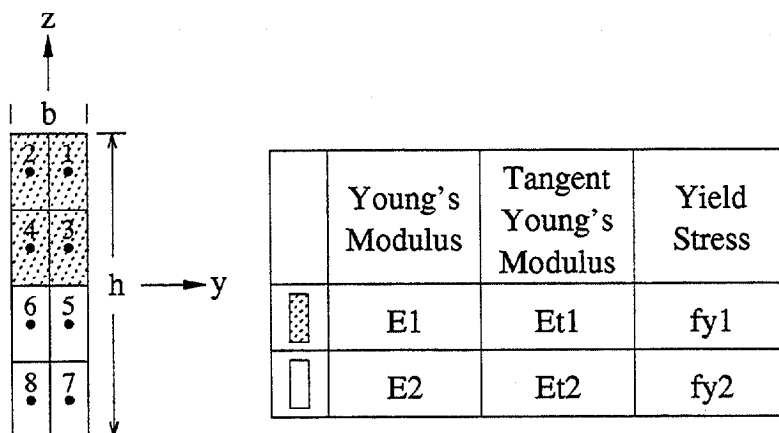 z
b
2 1
4 3
h
y
6 5
8 7
Young's Modulus
Tangent Young's Modulus
Yield Stress
E1 Et1 fy1
E2 Et2 fy2